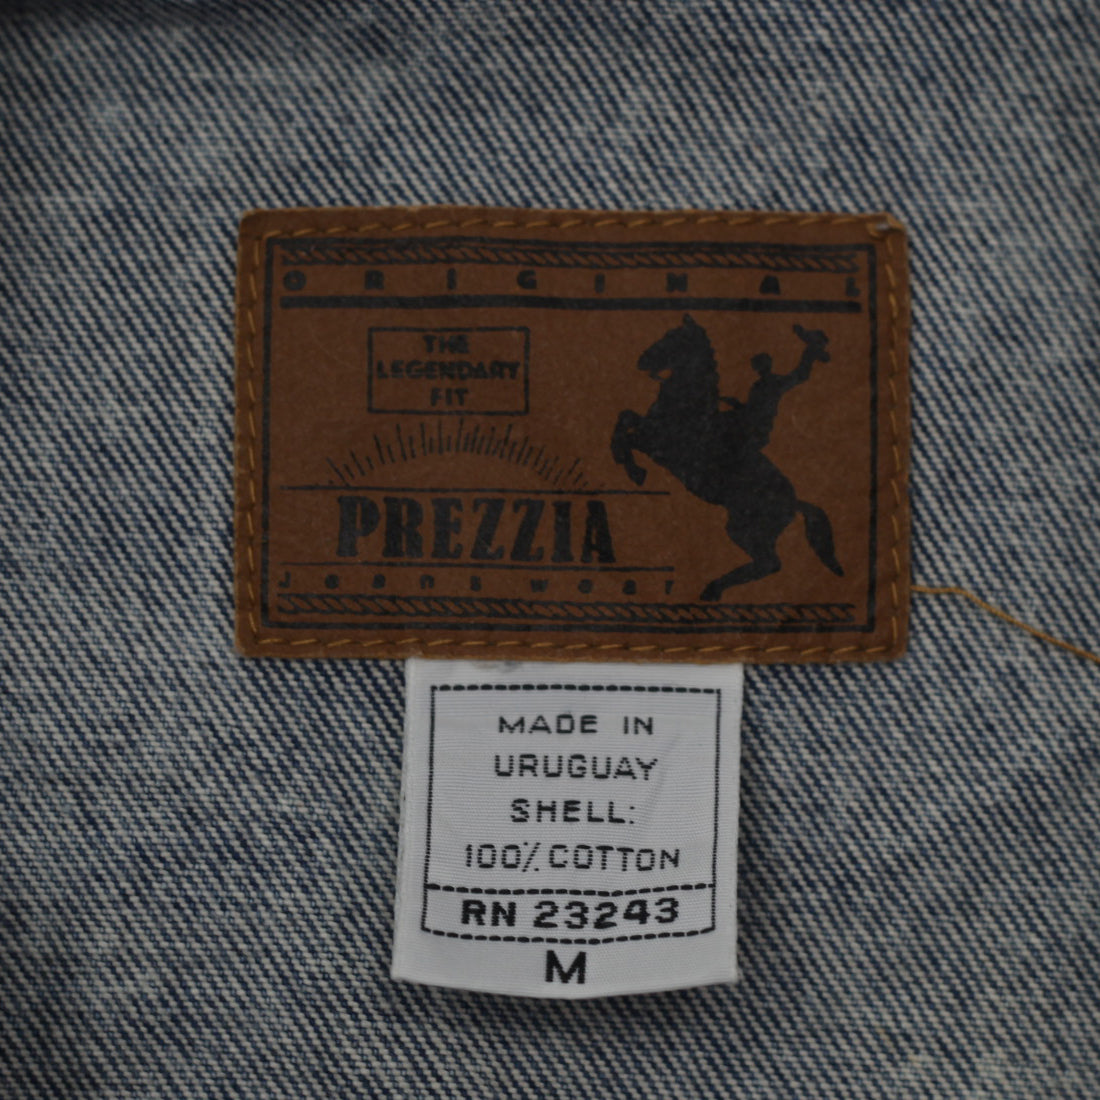 ORIGINAL
THE
LEGENDARY
FIT
PREZZIA
Jeans wear
MADE IN
URUGUAY
SHELL:
100% COTTON
RN 23243
M